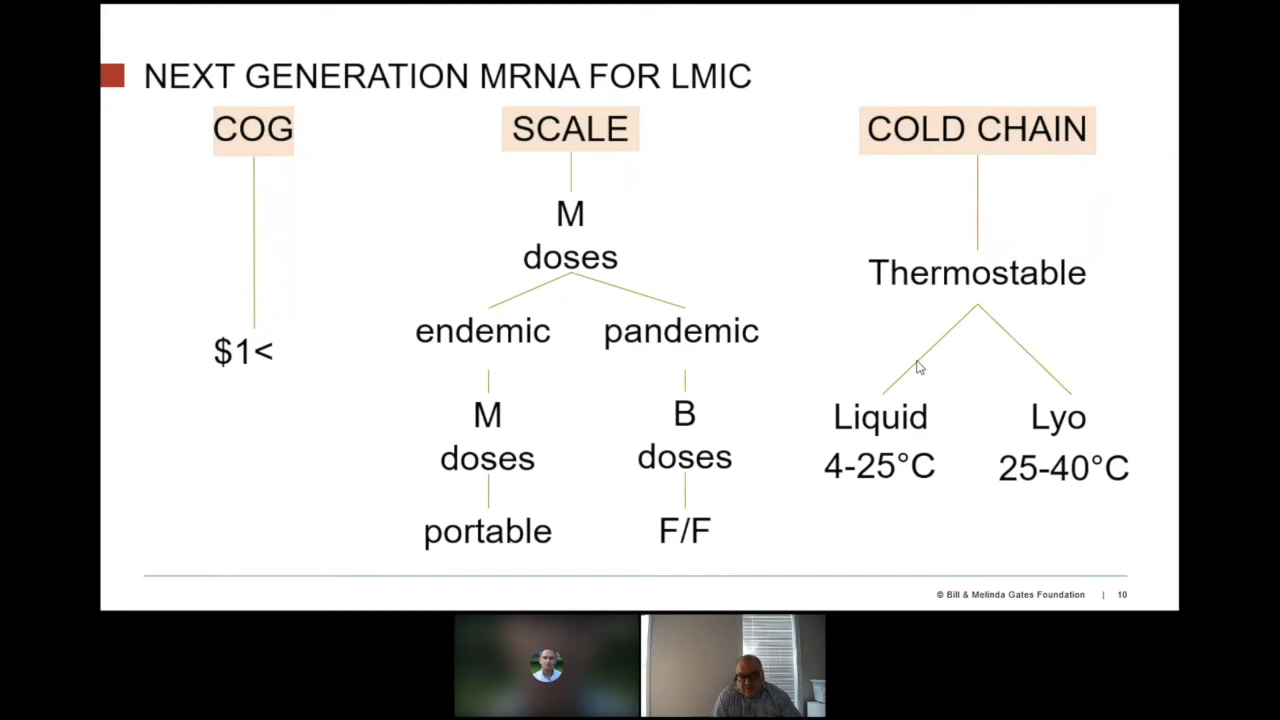 NEXT GENERATION MRNA FOR LMIC
COG
SCALE
COLD CHAIN
M
doses
Thermostable
endemic
pandemic
$1<
M
doses
B
doses
Liquid
4-25°C
Lyo
25-40°C
portable
F/F
© Bill & Melinda Gates Foundation | 10